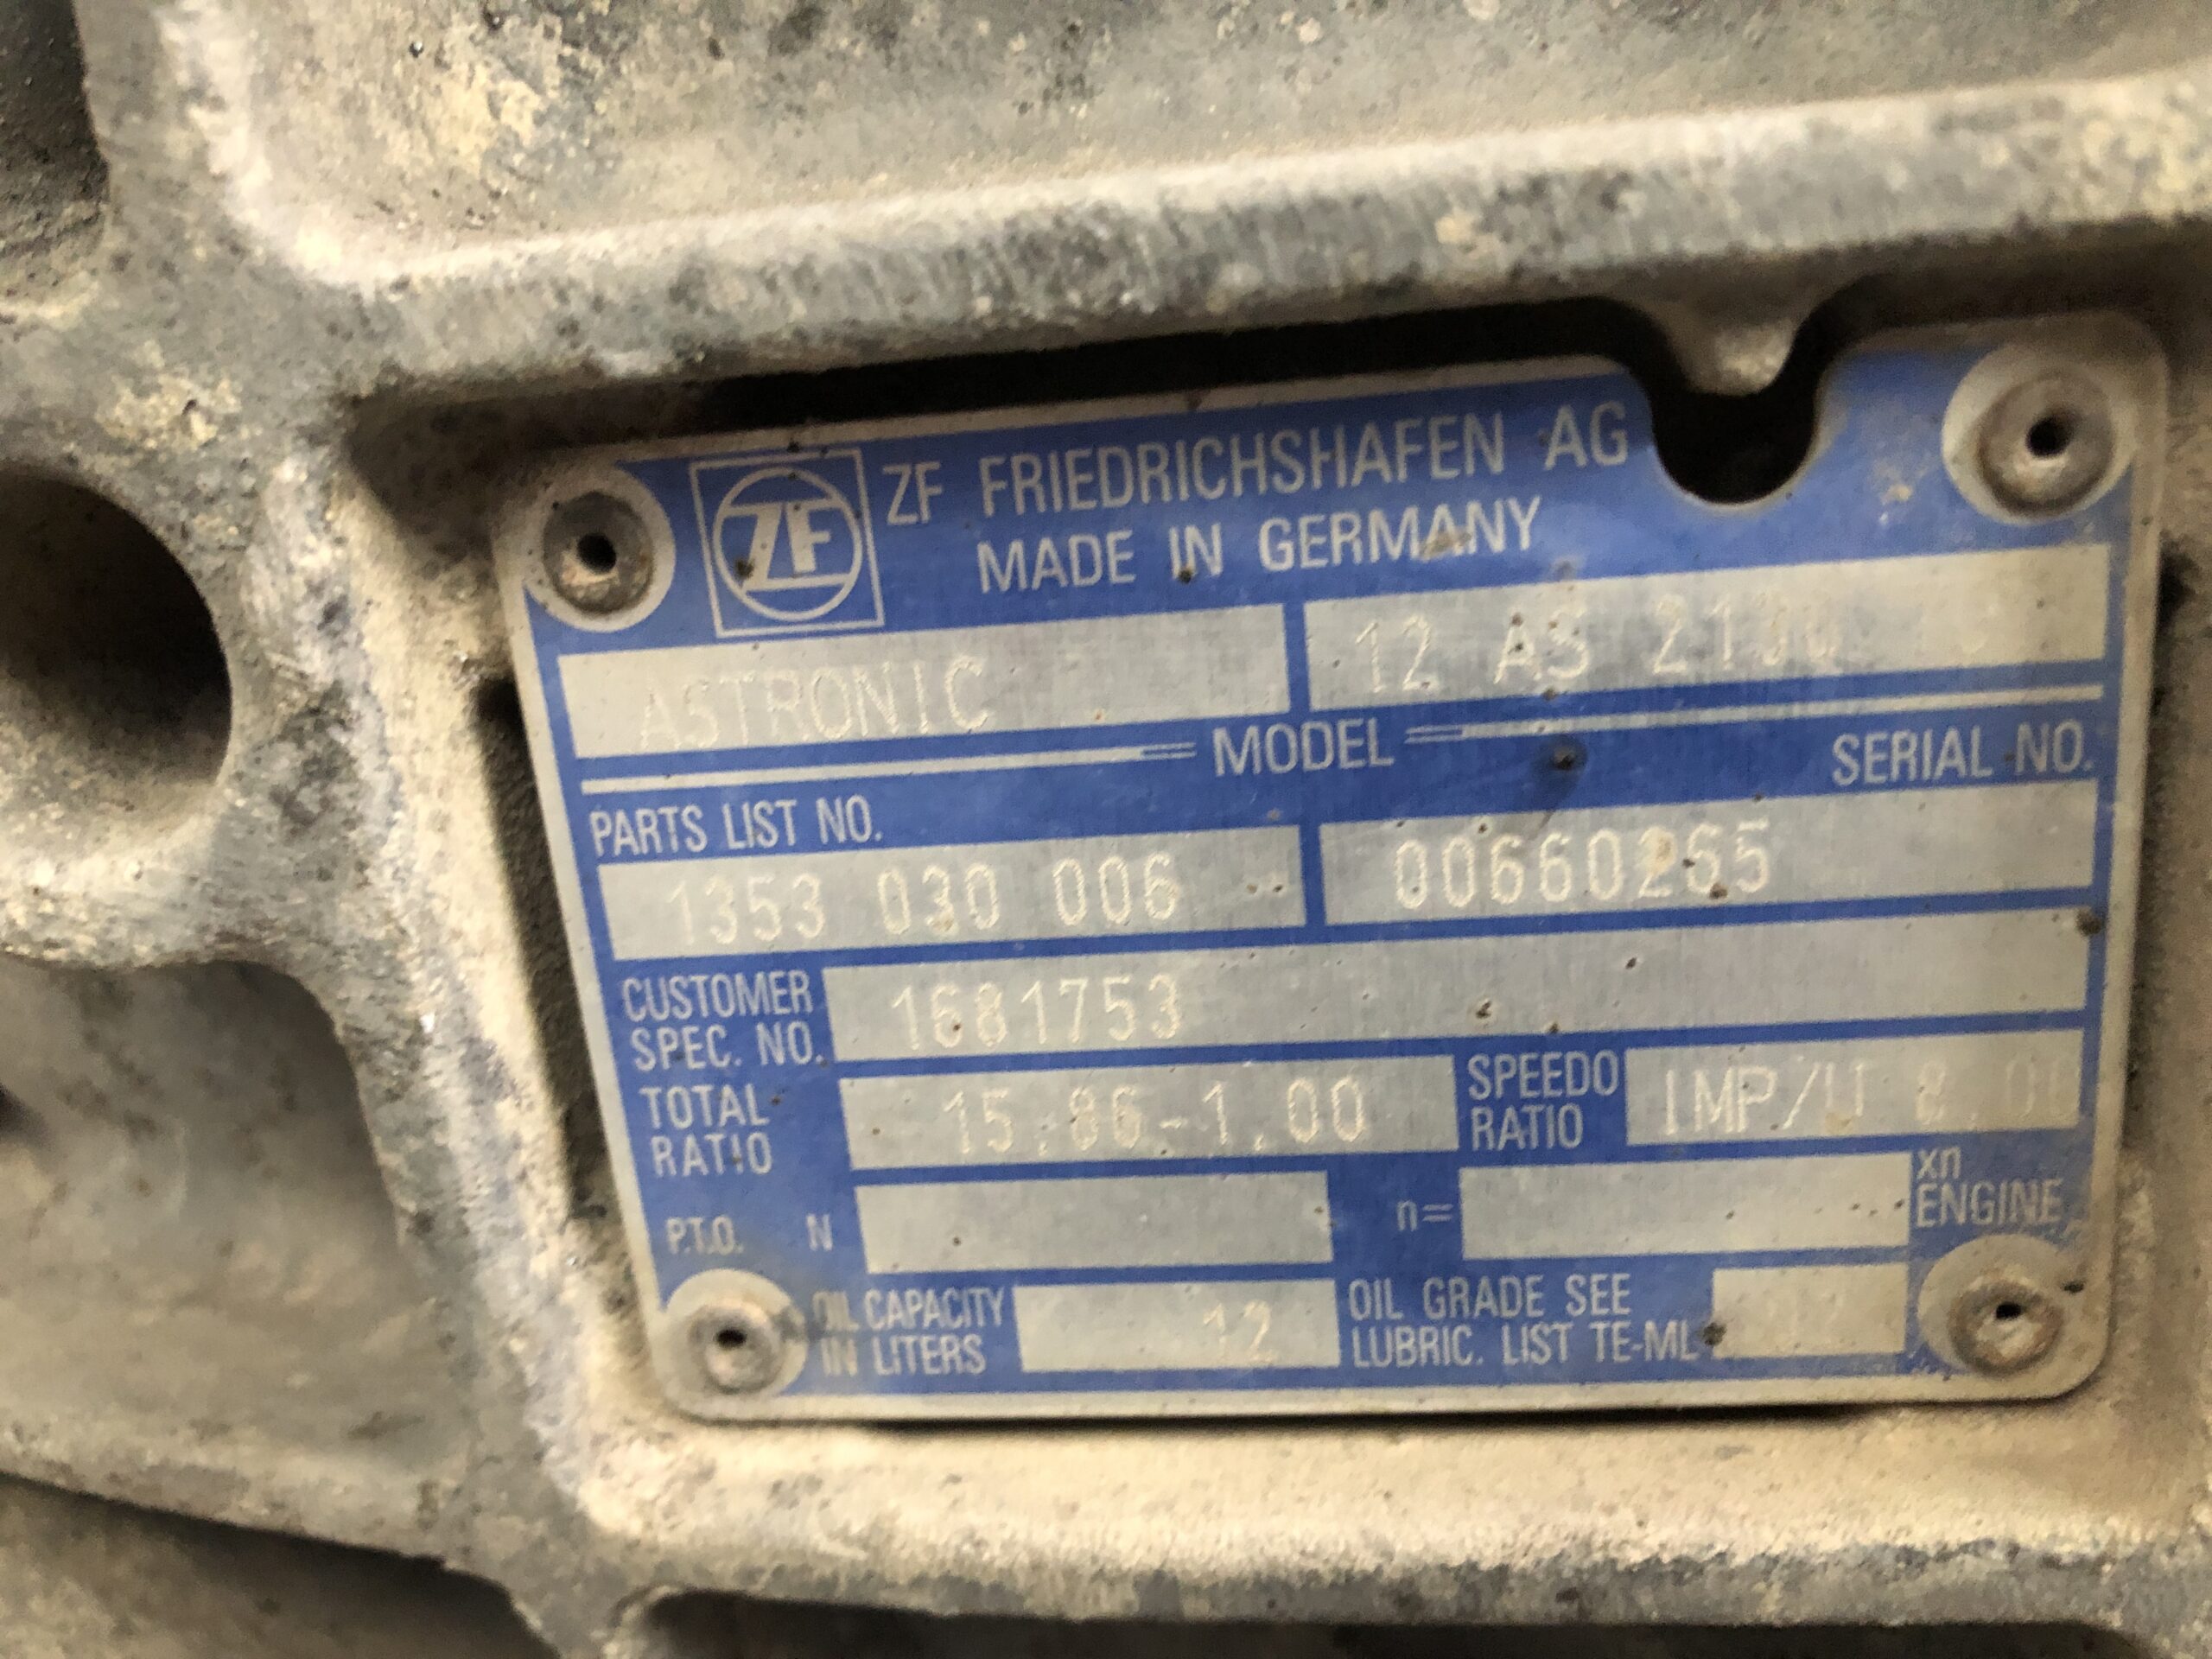 ZF
ZF FRIEDRICHSHAFEN AG
MADE IN GERMANY
ASTRONIC 12 AS 2130
MODEL
SERIAL NO.
PARTS LIST NO.
1353 030 006 00660265
CUSTOMER
SPEC. NO.
1681753
TOTAL
RATIO
15.86-1.00
SPEEDO
RATIO
IMP/U 8.00
P.T.O. N
n=
xn
ENGINE
OIL CAPACITY
IN LITERS
12
OIL GRADE SEE
LUBRIC. LIST TE-ML